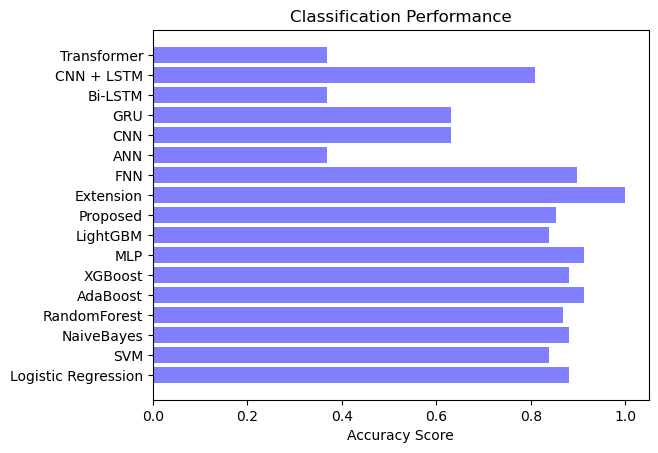 Classification Performance
Transformer
CNN + LSTM
Bi-LSTM
GRU
CNN
ANN
FNN
Extension
Proposed
LightGBM
MLP
XGBoost
AdaBoost
RandomForest
NaiveBayes
SVM
Logistic Regression
0.0 0.2 0.4 0.6 0.8 1.0
Accuracy Score